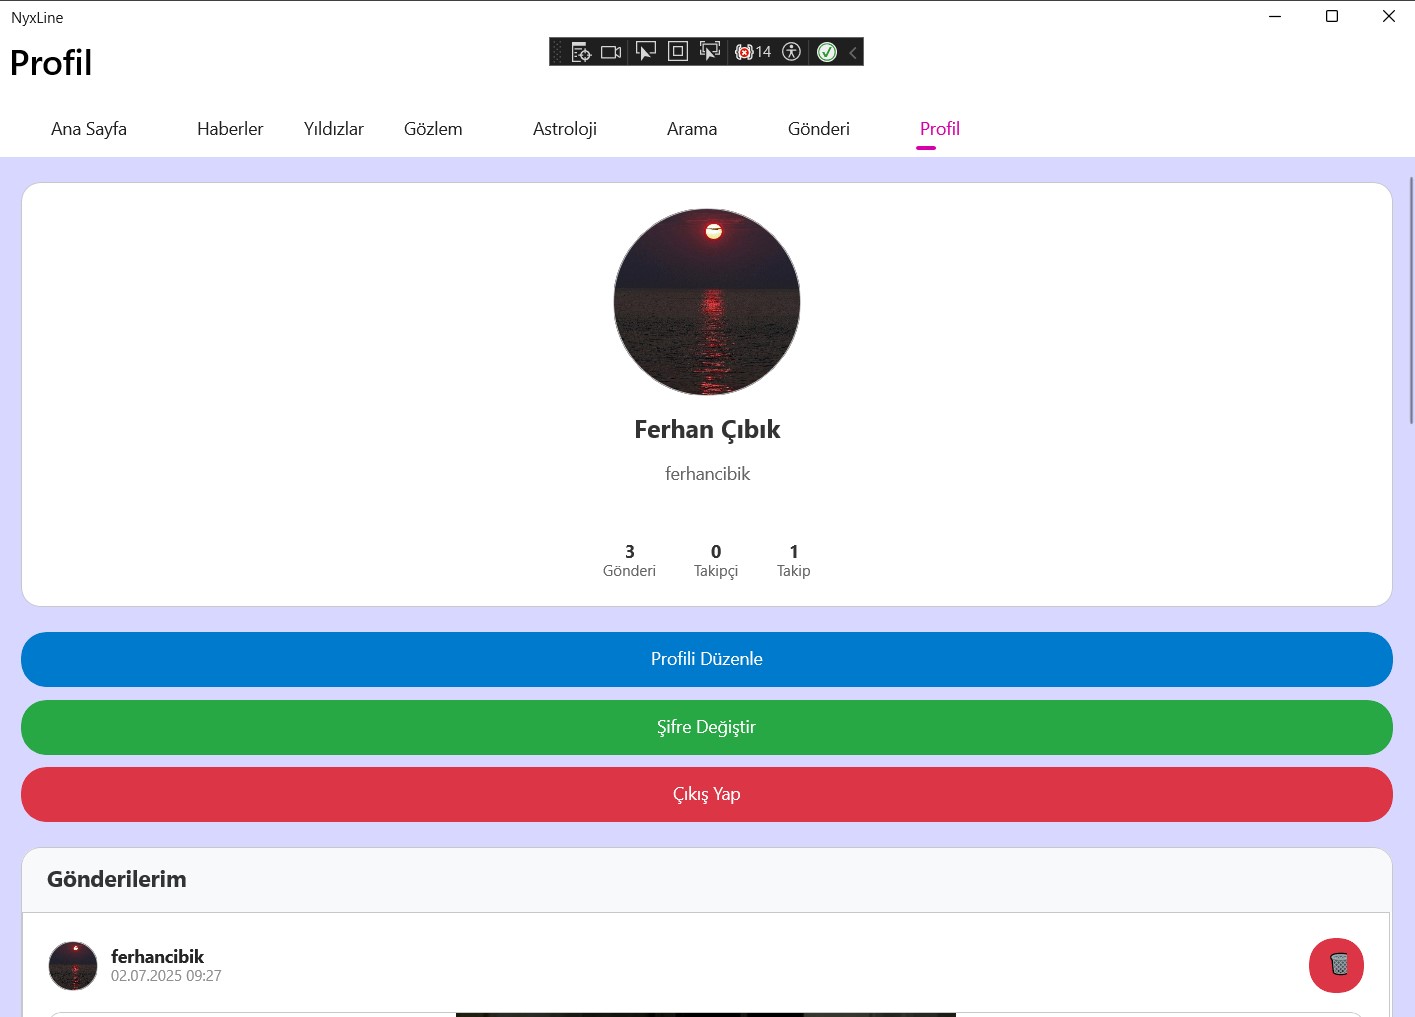 NyxLine
Profil
14
Ana Sayfa Haberler Yıldızlar Gözlem Astroloji Arama Gönderi Profil
Ferhan Çıbık
ferhancibik
3 0 1
Gönderi Takipçi Takip
Profili Düzenle
Şifre Değiştir
Çıkış Yap
Gönderilerim
ferhancibik
02.07.2025 09:27